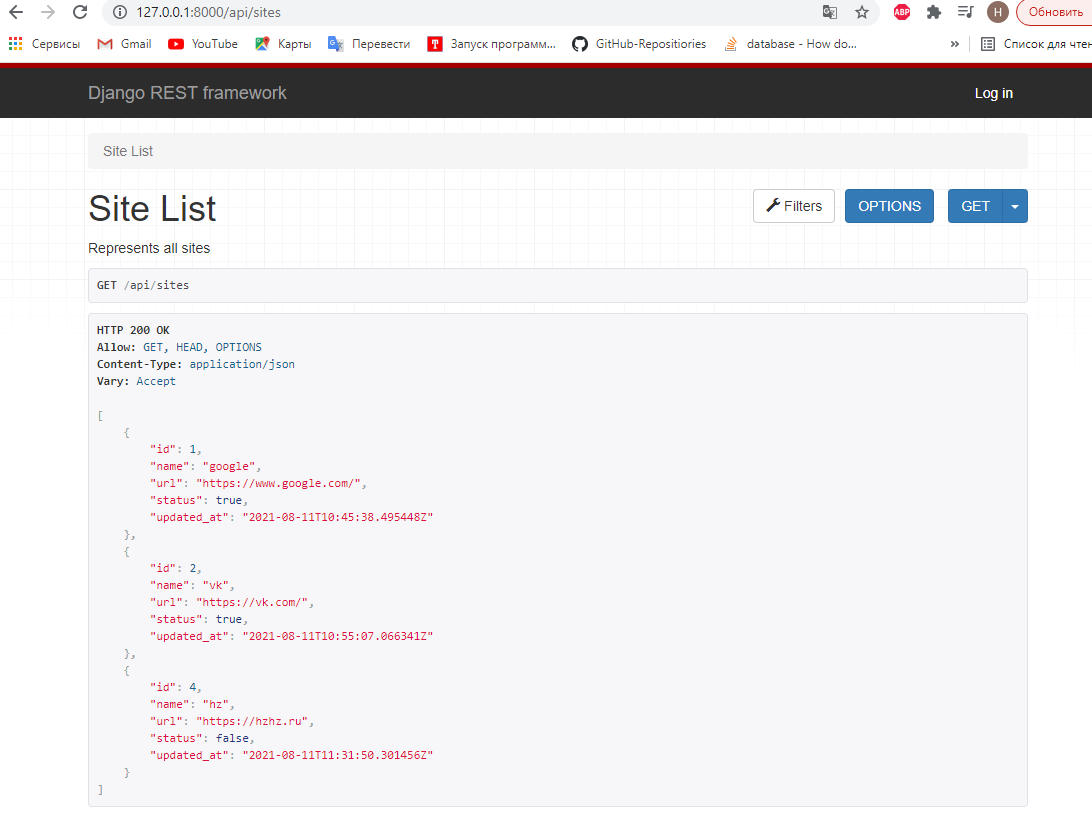 127.0.0.1:8000/api/sites
ABP
H
Обновить
Сервисы
Gmail
YouTube
Карты
Перевести
T
Запуск программ...
GitHub-Repositiories
database - How do...
»
Список для чтен
Django REST framework
Log in
Site List
Site List
Filters
OPTIONS
GET
Represents all sites
GET /api/sites
HTTP 200 OK
Allow: GET, HEAD, OPTIONS
Content-Type: application/json
Vary: Accept
[
    {
        "id": 1,
        "name": "google",
        "url": "https://www.google.com/",
        "status": true,
        "updated_at": "2021-08-11T10:45:38.495448Z"
    },
    {
        "id": 2,
        "name": "vk",
        "url": "https://vk.com/",
        "status": true,
        "updated_at": "2021-08-11T10:55:07.066341Z"
    },
    {
        "id": 4,
        "name": "hz",
        "url": "https://hzhz.ru",
        "status": false,
        "updated_at": "2021-08-11T11:31:50.301456Z"
    }
]